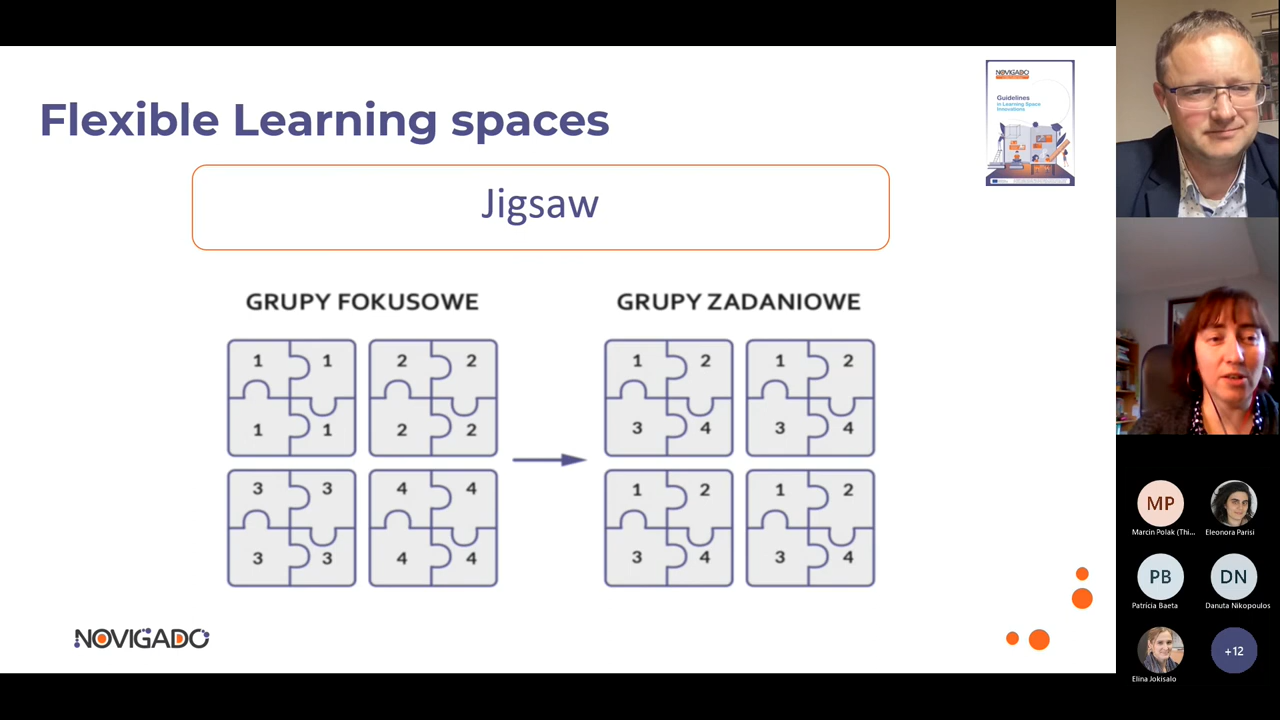 Flexible Learning spaces
NOVIGADO
Guidelines
in Learning Space
Innovations
Jigsaw
GRUPY FOKUSOWE
GRUPY ZADANIOWE
1 1 2 2
1 2 1 2
1 1 2 2
3 4 3 4
3 3 4 4
1 2 1 2
3 3 4 4
3 4 3 4
NOVIGADO
MP
Marcin Polak (Thi...
Eleonora Parisi
PB
DN
Patrícia Baeta
Danuta Nikopoulos
+12
Elina Jokisalo